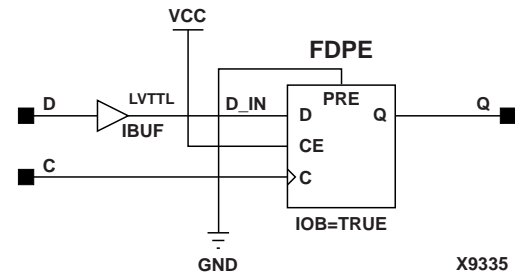 VCC
FDPE
D
LVTTL
D_IN
PRE
Q
IBUF
D
Q
CE
C
C
IOB=TRUE
GND
X9335